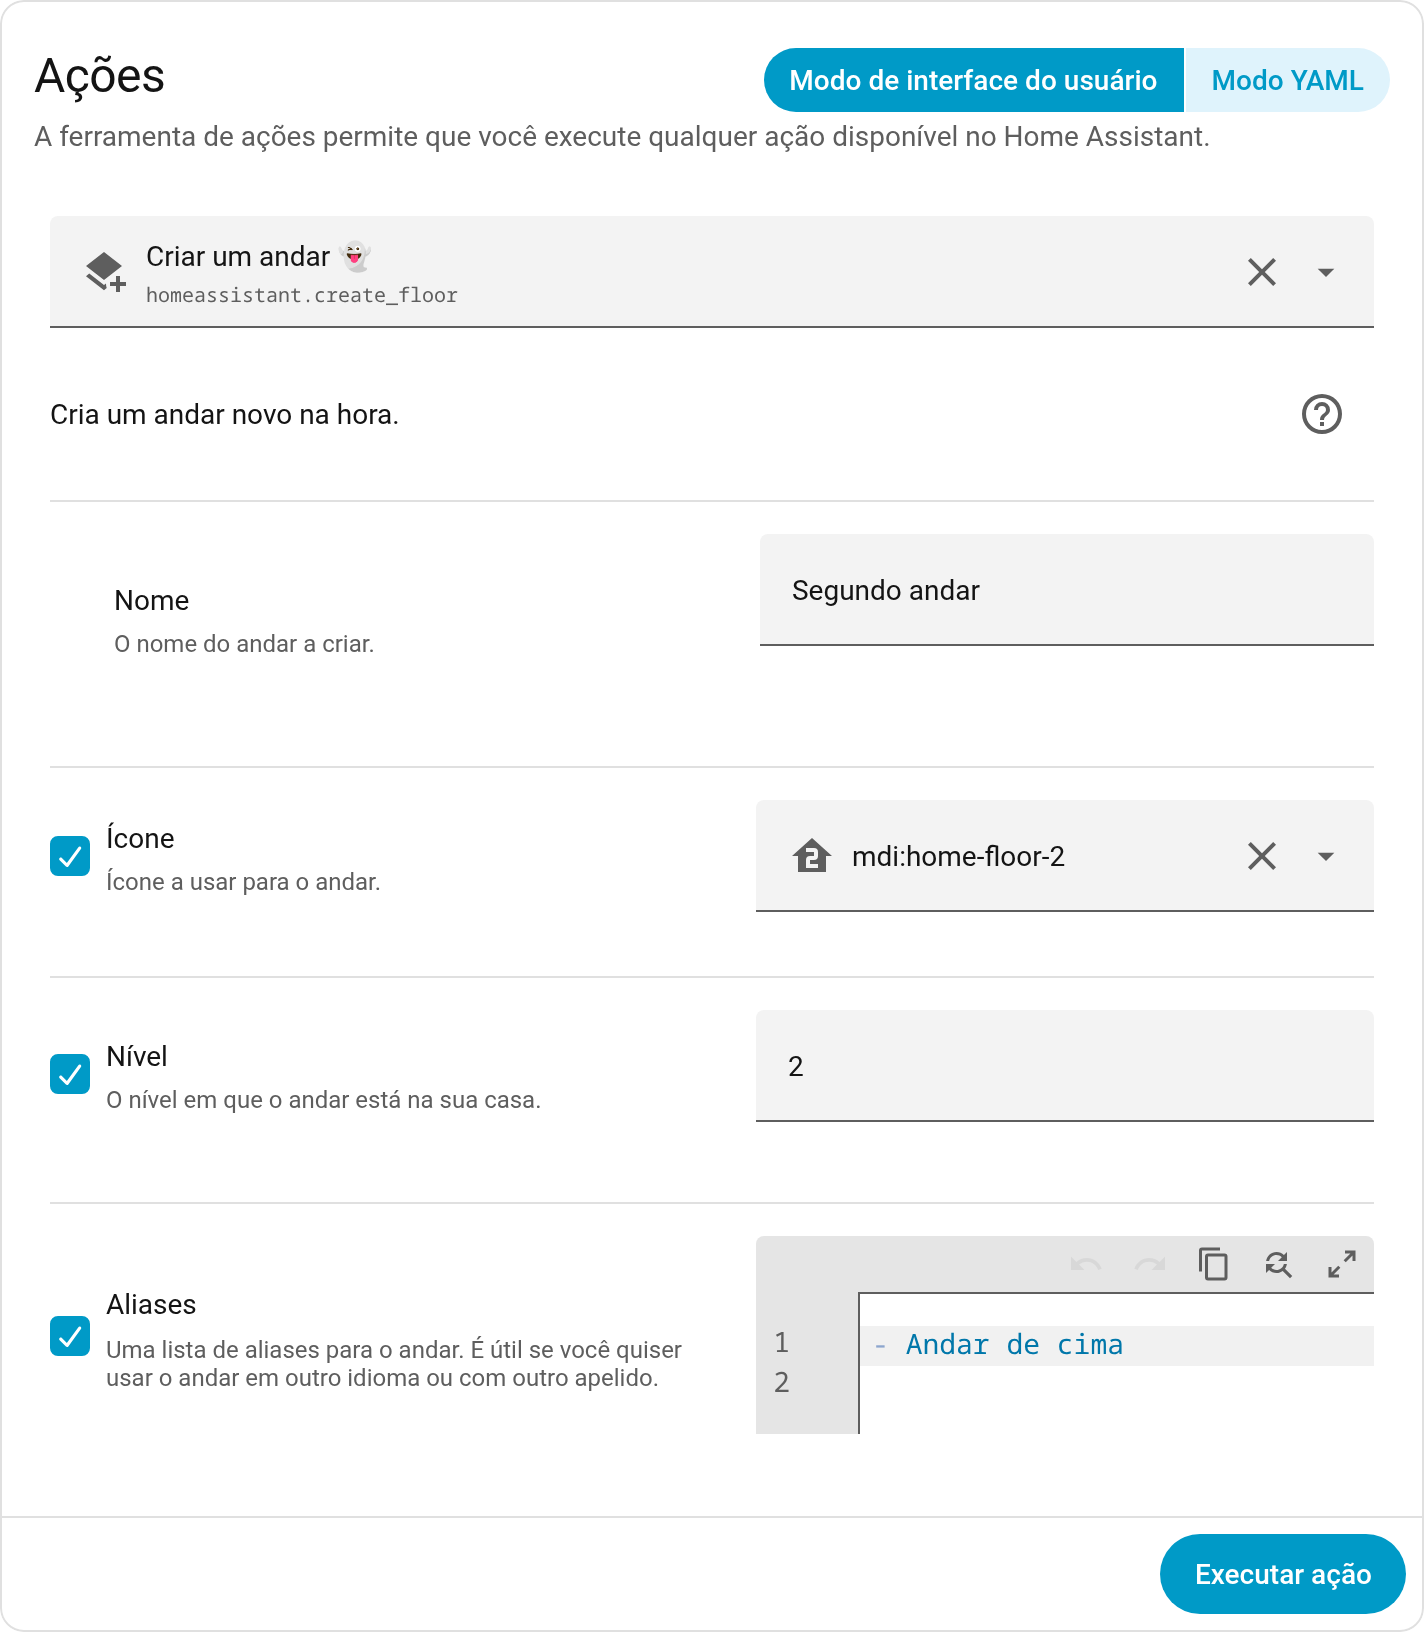 Ações
Modo de interface do usuário
Modo YAML
A ferramenta de ações permite que você execute qualquer ação disponível no Home Assistant.
Criar um andar 👻
homeassistant.create_floor
Cria um andar novo na hora.
Nome
O nome do andar a criar.
Segundo andar
Ícone
Ícone a usar para o andar.
mdi:home-floor-2
Nível
O nível em que o andar está na sua casa.
2
Aliases
Uma lista de aliases para o andar. É útil se você quiser
usar o andar em outro idioma ou com outro apelido.
1 - Andar de cima
2
Executar ação